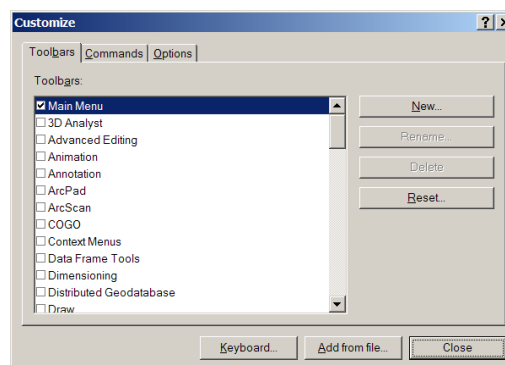 Customize
Toolbars Commands Options
Toolbars:
Main Menu
3D Analyst
Advanced Editing
Animation
Annotation
ArcPad
ArcScan
COGO
Context Menus
Data Frame Tools
Dimensioning
Distributed Geodatabase
Draw
New...
Rename...
Delete
Reset...
Keyboard... Add from file... Close